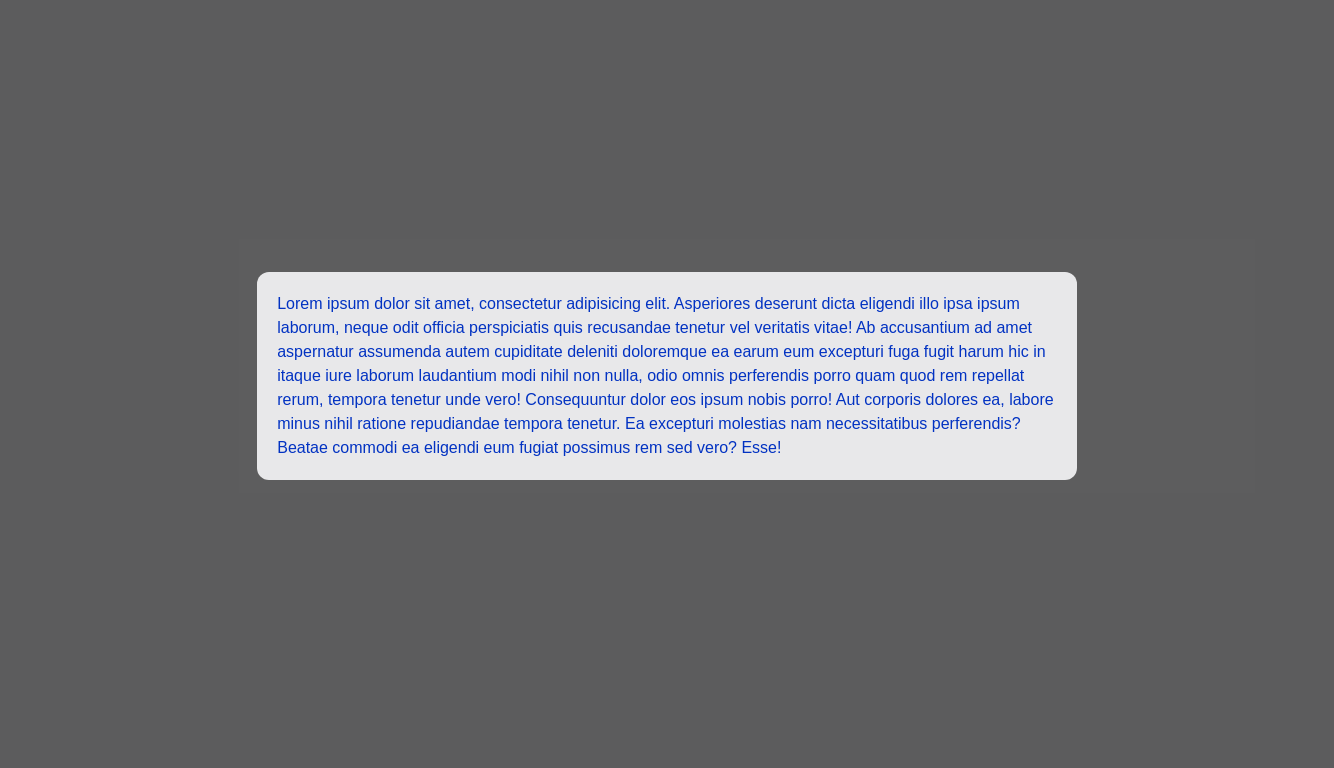 Lorem ipsum dolor sit amet, consectetur adipisicing elit. Asperiores deserunt dicta eligendi illo ipsa ipsum
laborum, neque odit officia perspiciatis quis recusandae tenetur vel veritatis vitae! Ab accusantium ad amet
aspernatur assumenda autem cupiditate deleniti doloremque ea earum eum excepturi fuga fugit harum hic in
itaque iure laborum laudantium modi nihil non nulla, odio omnis perferendis porro quam quod rem repellat
rerum, tempora tenetur unde vero! Consequuntur dolor eos ipsum nobis porro! Aut corporis dolores ea, labore
minus nihil ratione repudiandae tempora tenetur. Ea excepturi molestias nam necessitatibus perferendis?
Beatae commodi ea eligendi eum fugiat possimus rem sed vero? Esse!